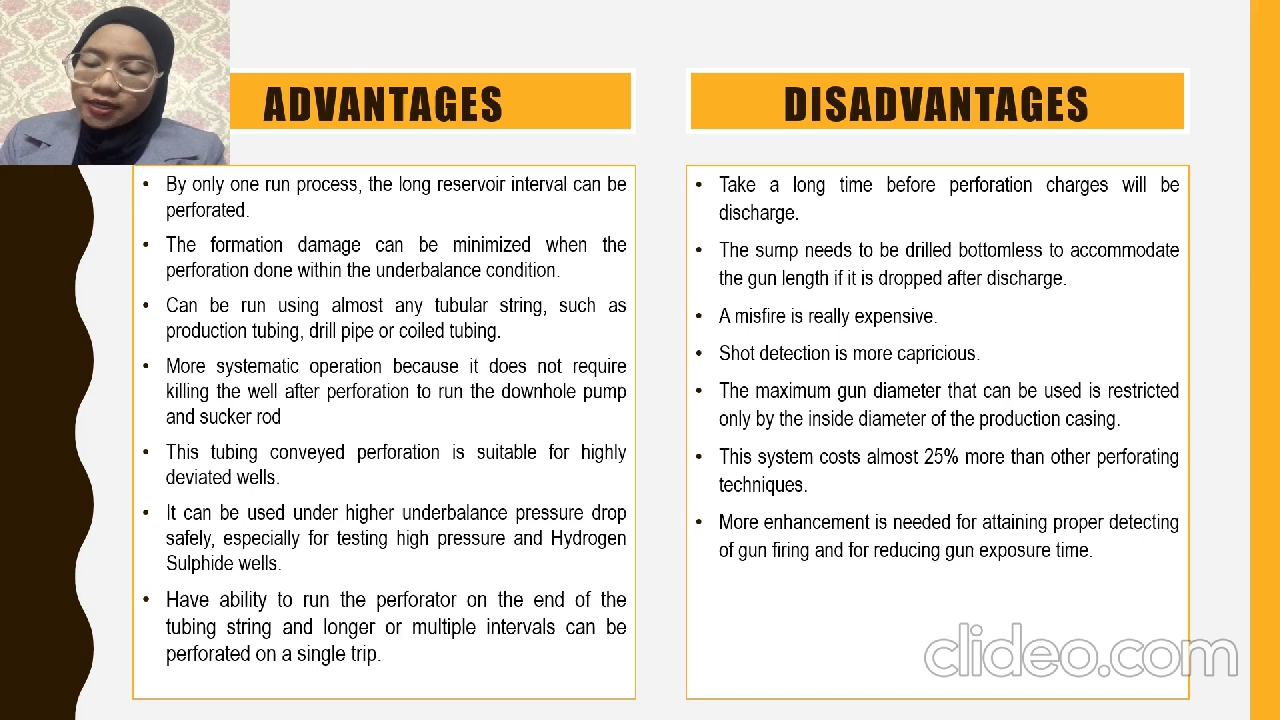 ADVANTAGES
• By only one run process, the long reservoir interval can be
perforated.
• The formation damage can be minimized when the
perforation done within the underbalance condition.
• Can be run using almost any tubular string, such as
production tubing, drill pipe or coiled tubing.
• More systematic operation because it does not require
killing the well after perforation to run the downhole pump
and sucker rod
• This tubing conveyed perforation is suitable for highly
deviated wells.
• It can be used under higher underbalance pressure drop
safely, especially for testing high pressure and Hydrogen
Sulphide wells.
• Have ability to run the perforator on the end of the
tubing string and longer or multiple intervals can be
perforated on a single trip.
DISADVANTAGES
• Take a long time before perforation charges will be
discharge.
• The sump needs to be drilled bottomless to accommodate
the gun length if it is dropped after discharge.
• A misfire is really expensive.
• Shot detection is more capricious.
• The maximum gun diameter that can be used is restricted
only by the inside diameter of the production casing.
• This system costs almost 25% more than other perforating
techniques.
• More enhancement is needed for attaining proper detecting
of gun firing and for reducing gun exposure time.
clideo.com